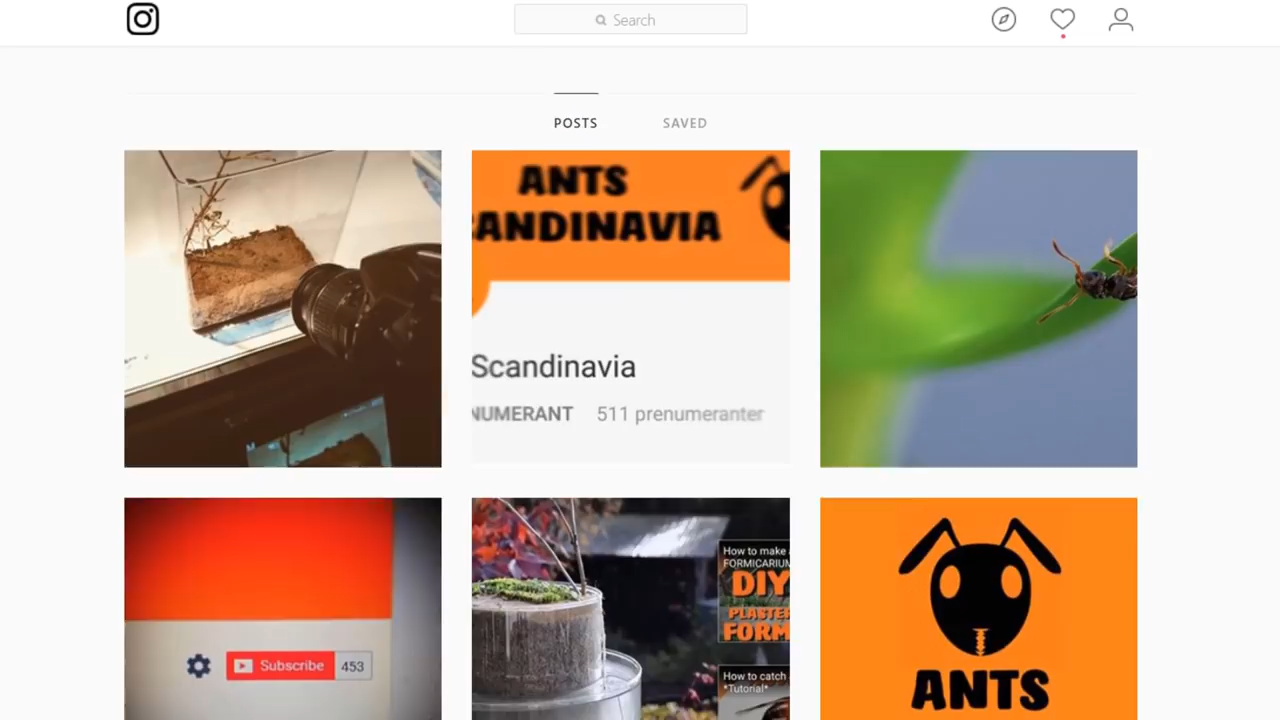 Search
POSTS
SAVED
ANTS
CANDINAVIA
Scandinavia
NUMERANT 511 prenumeranter
Subscribe 453
How to make
FORMICARIUM
DIY
PLASTER
FORM
How to catch
*Tutorial*
ANTS